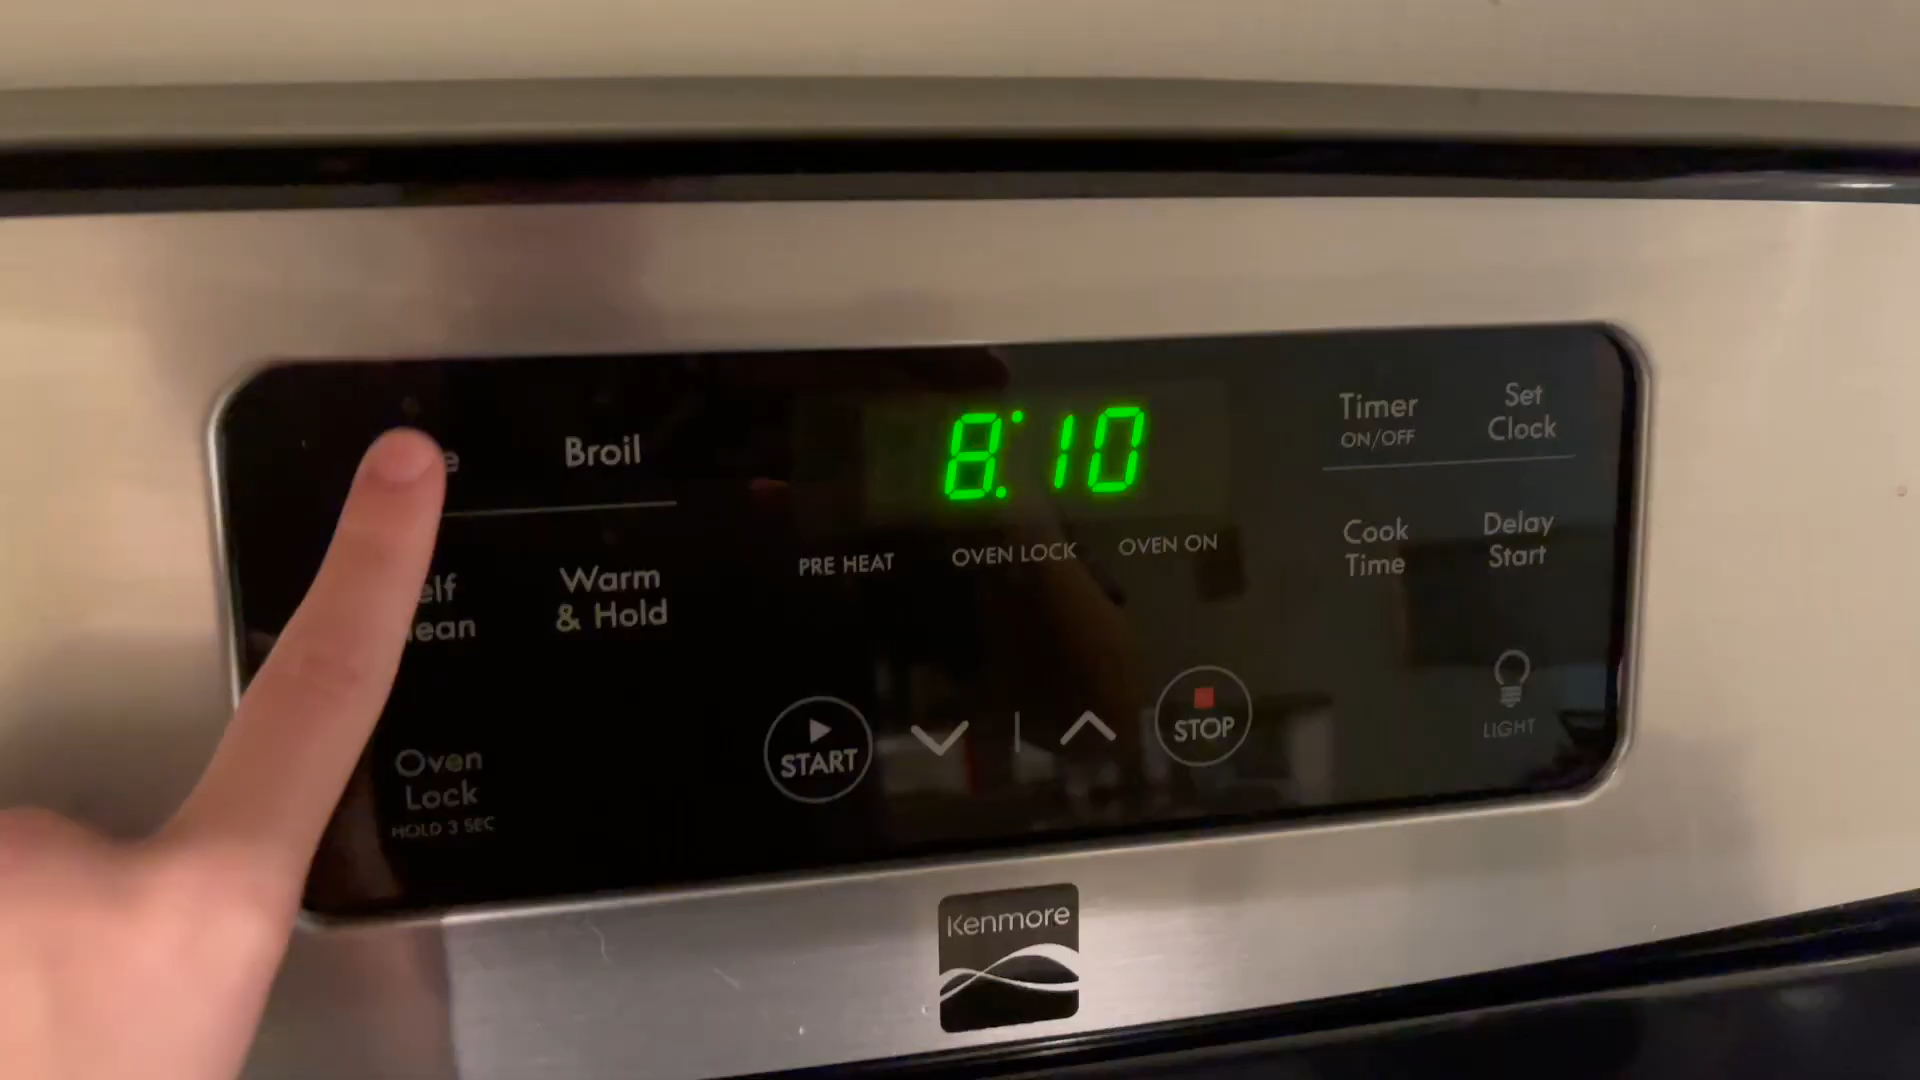 Broil
8:10
Timer
ON/OFF
Set
Clock
elf
lean
Warm
& Hold
PRE HEAT
OVEN LOCK
OVEN ON
Cook
Time
Delay
Start
Oven
Lock
HOLD 3 SEC
START
STOP
LIGHT
Kenmore